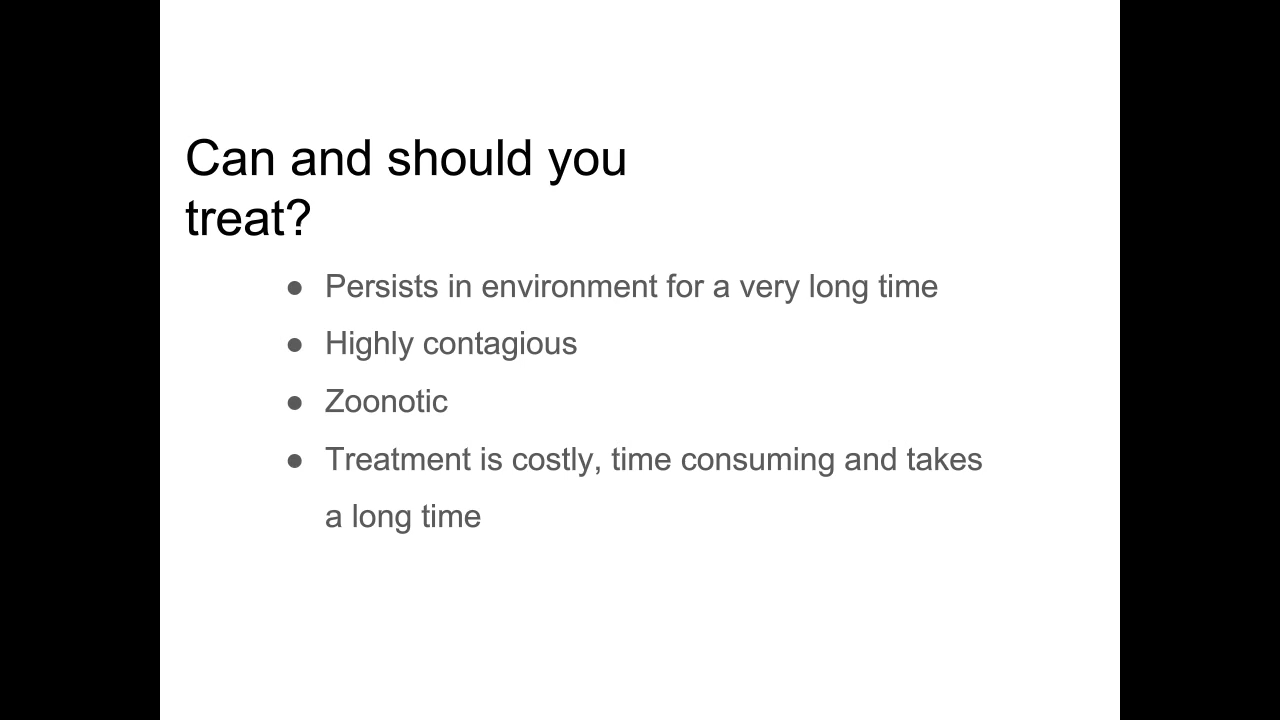 Can and should you
treat?
● Persists in environment for a very long time
● Highly contagious
● Zoonotic
● Treatment is costly, time consuming and takes
a long time